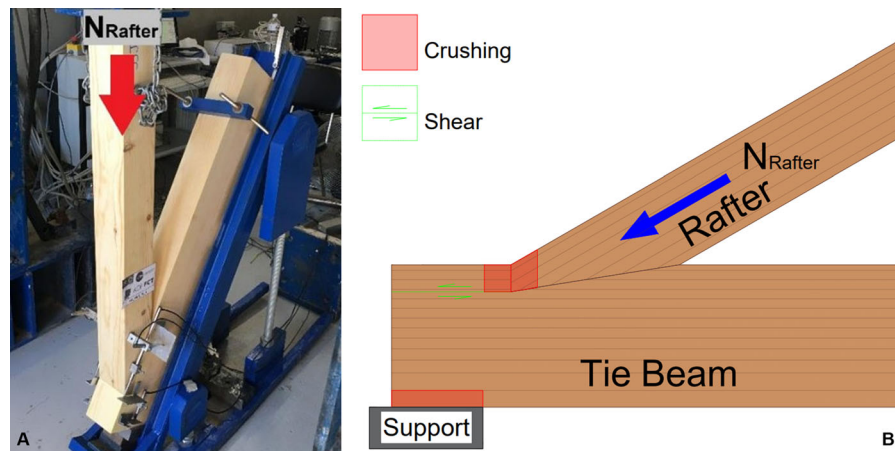 NRafter
A
Crushing
Shear
NRafter
Rafter
Tie Beam
Support
B